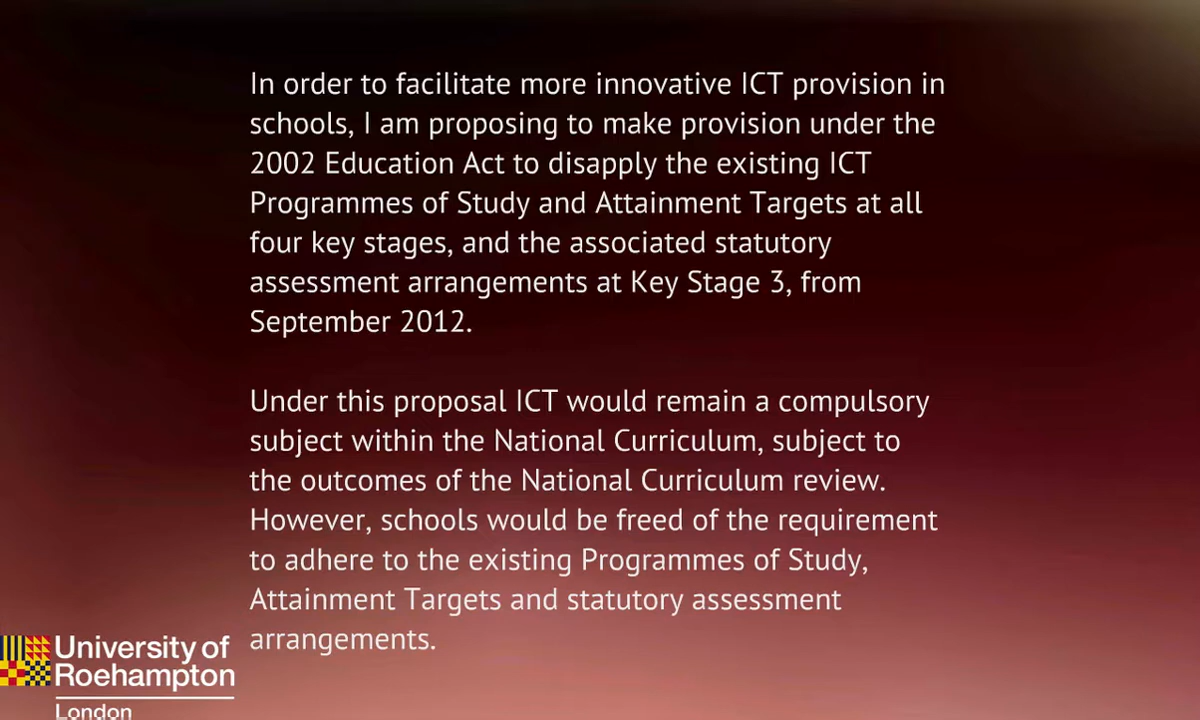 In order to facilitate more innovative ICT provision in
schools, I am proposing to make provision under the
2002 Education Act to disapply the existing ICT
Programmes of Study and Attainment Targets at all
four key stages, and the associated statutory
assessment arrangements at Key Stage 3, from
September 2012.
Under this proposal ICT would remain a compulsory
subject within the National Curriculum, subject to
the outcomes of the National Curriculum review.
However, schools would be freed of the requirement
to adhere to the existing Programmes of Study,
Attainment Targets and statutory assessment
arrangements.
University of
Roehampton
London